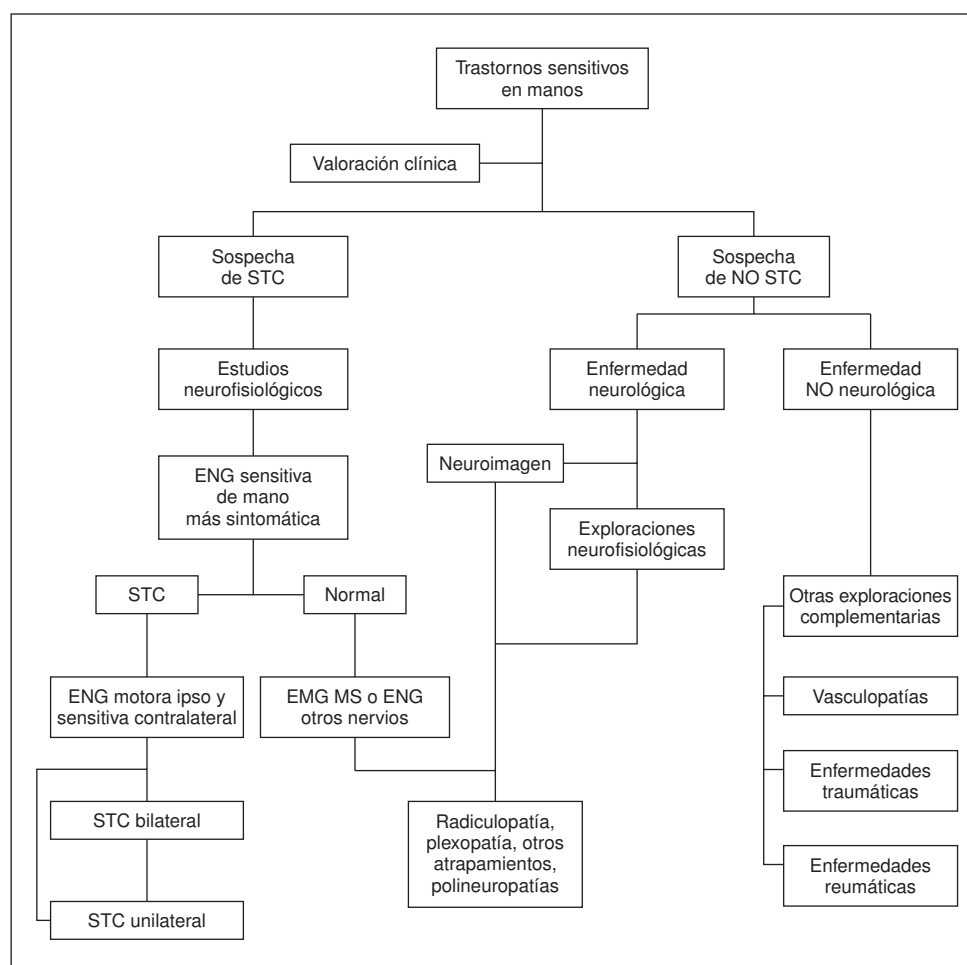 Trastornos sensitivos
en manos
Valoración clínica
Sospecha
de STC
Sospecha
de NO STC
Estudios
neurofisiológicos
Enfermedad
neurológica
Enfermedad
NO neurológica
Neuroimagen
ENG sensitiva
de mano
más sintomática
Exploraciones
neurofisiológicas
STC
Normal
Otras exploraciones
complementarias
ENG motora ipso y
sensitiva contralateral
EMG MS o ENG
otros nervios
Vasculopatías
Enfermedades
traumáticas
STC bilateral
Radiculopatía,
plexopatía, otros
atrapamientos,
polineuropatías
Enfermedades
reumáticas
STC unilateral